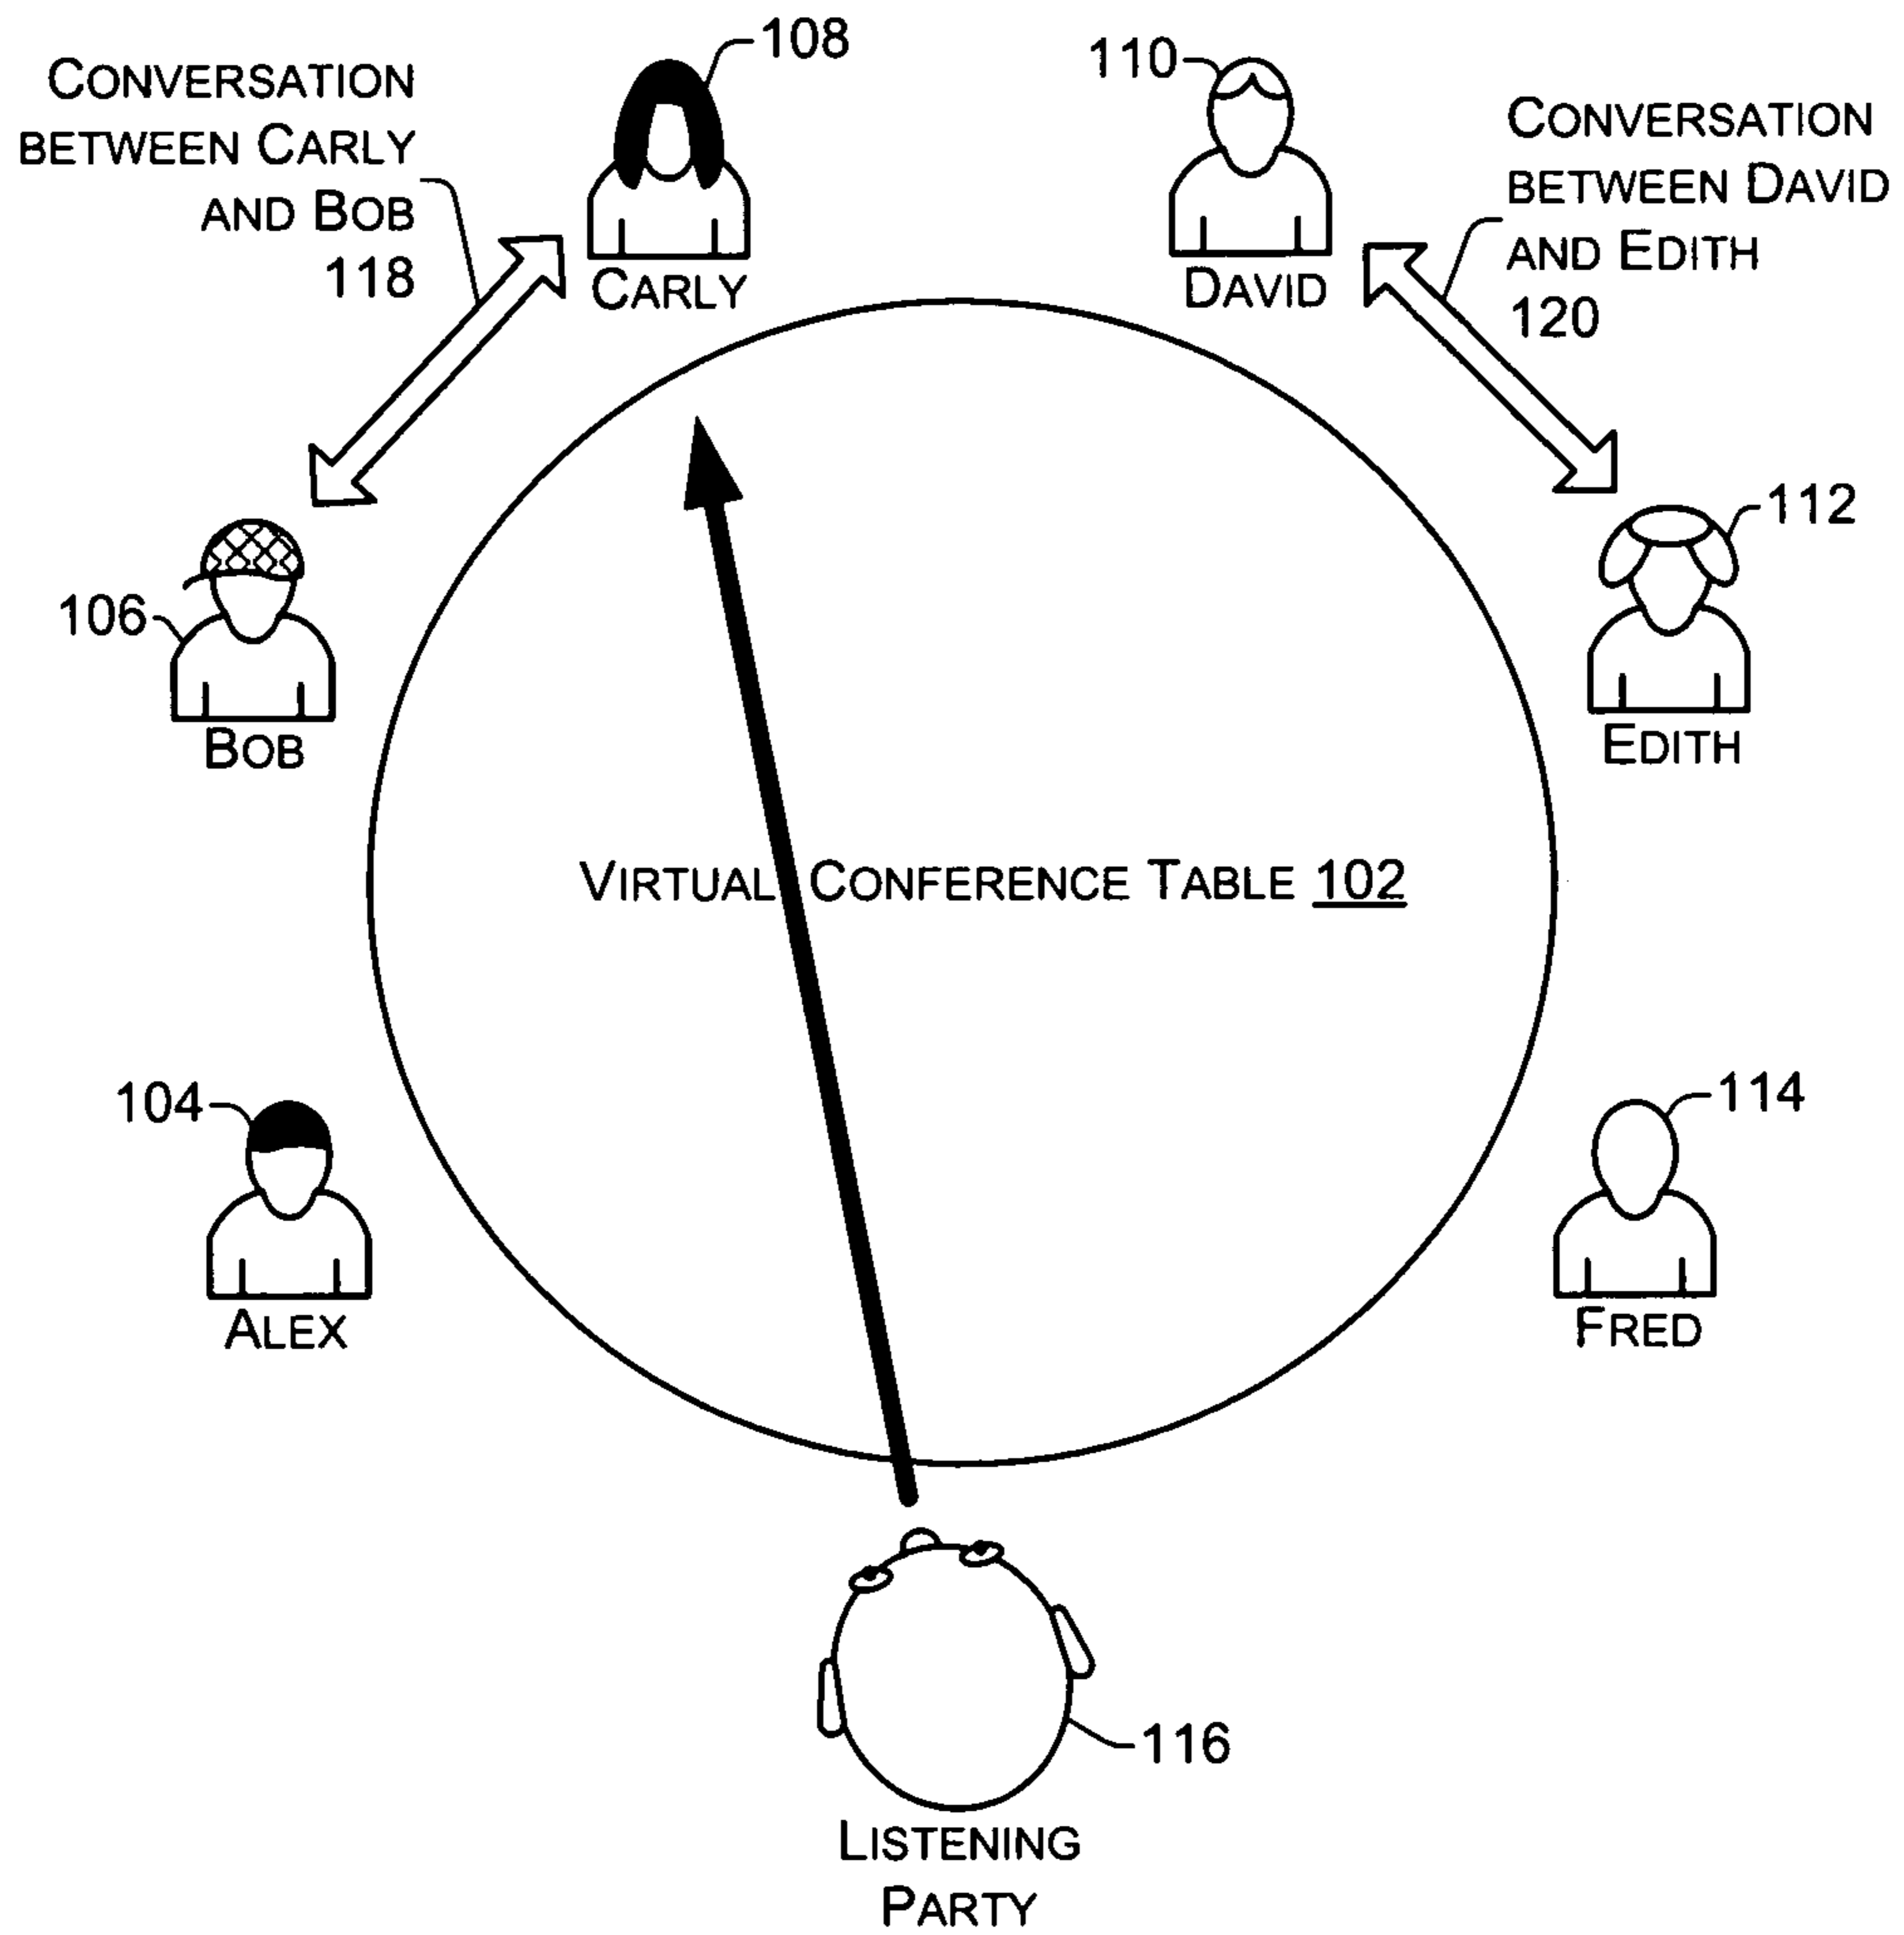 108
110
CONVERSATION
BETWEEN CARLY
AND BOB
118
CONVERSATION
BETWEEN DAVID
AND EDITH
120
CARLY
DAVID
112
106
BOB
EDITH
VIRTUAL CONFERENCE TABLE 102
104
114
ALEX
FRED
116
LISTENING
PARTY